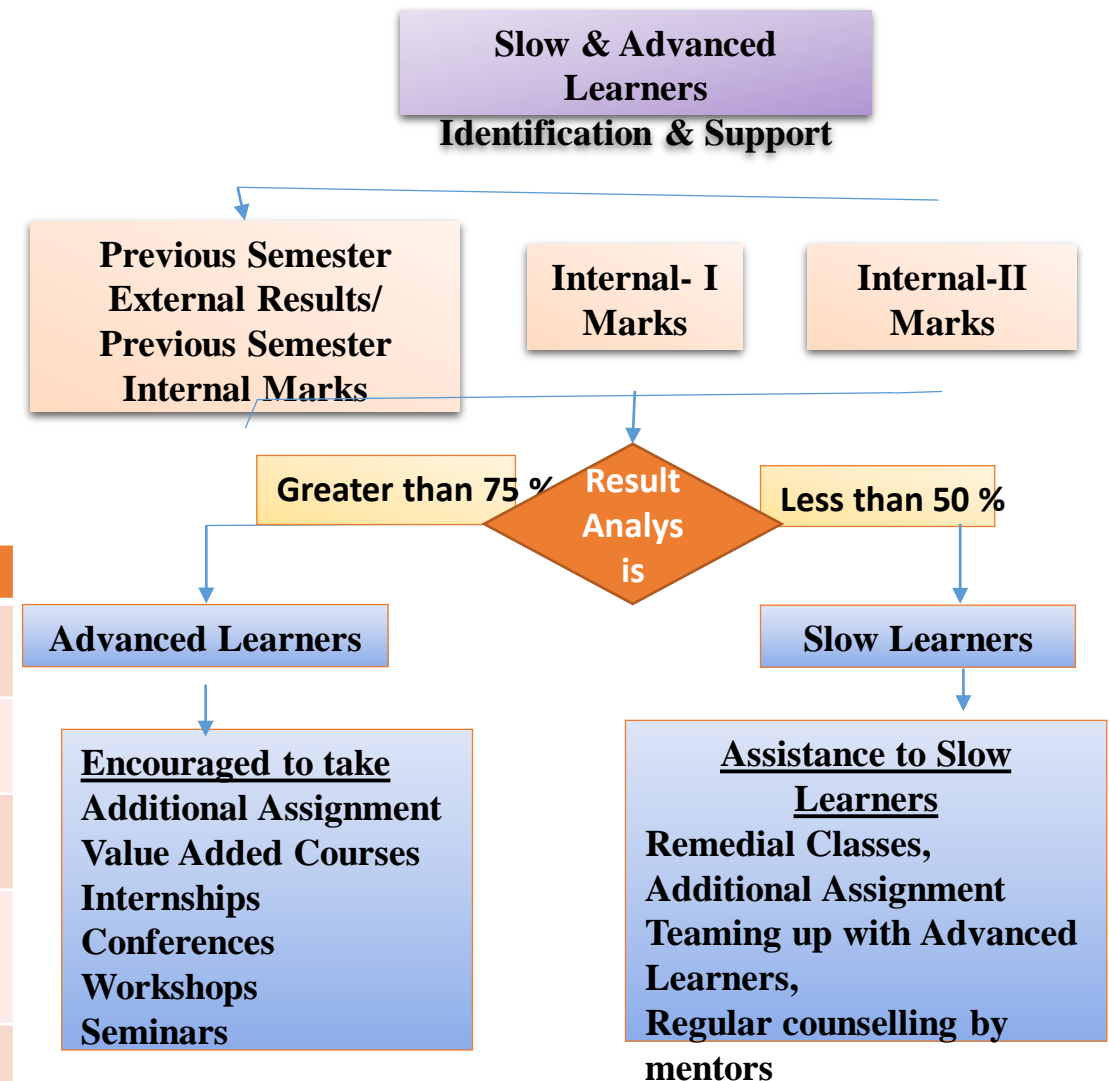 Slow & Advanced
Learners
Identification & Support
Previous Semester
External Results/
Previous Semester
Internal Marks
Internal- I
Marks
Internal-II
Marks
Greater than 75 %
Result
Analys
is
Less than 50 %
Advanced Learners
Slow Learners
Encouraged to take
Additional Assignment
Value Added Courses
Internships
Conferences
Workshops
Seminars
Assistance to Slow
Learners
Remedial Classes,
Additional Assignment
Teaming up with Advanced
Learners,
Regular counselling by
mentors